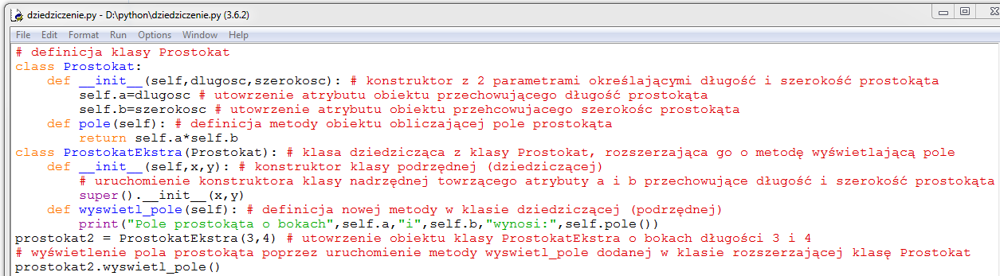 dziedziczenie.py - D:\python\dziedziczenie.py (3.6.2)
File Edit Format Run Options Window Help
# definicja klasy Prostokat
class Prostokat:
    def __init__(self,dlugosc,szerokosc): # konstruktor z 2 parametrami określającymi długość i szerokość prostokąta
        self.a=dlugosc # utowrzenie atrybutu obiektu przechowującego długość prostokąta
        self.b=szerokosc # utowrzenie atrybutu obiektu przehcowujacego szerokośc prostokąta
    def pole(self): # definicja metody obiektu obliczającej pole prostokąta
        return self.a*self.b
class ProstokatEkstra(Prostokat): # klasa dziedzicząca z klasy Prostokat, rozszerzająca go o metodę wyświetlającą pole
    def __init__(self,x,y): # konstruktor klasy podrzędnej (dziedziczącej)
        # uruchomienie konstruktora klasy nadrzędnej towrzącego atrybuty a i b przechowujące długość i szerokość prostokąta
        super().__init__(x,y)
    def wyswietl_pole(self): # definicja nowej metody w klasie dziedziczącej (podrzędnej)
        print("Pole prostokąta o bokach",self.a,"i",self.b,"wynosi:",self.pole())
prostokat2 = ProstokatEkstra(3,4) # utowrzenie obiektu klasy ProstokatEkstra o bokach długości 3 i 4
# wyświetlenie pola prostokąta poprzez uruchomienie metody wyswietl_pole dodanej w klasie rozszerzającej klasę Prostokat
prostokat2.wyswietl_pole()